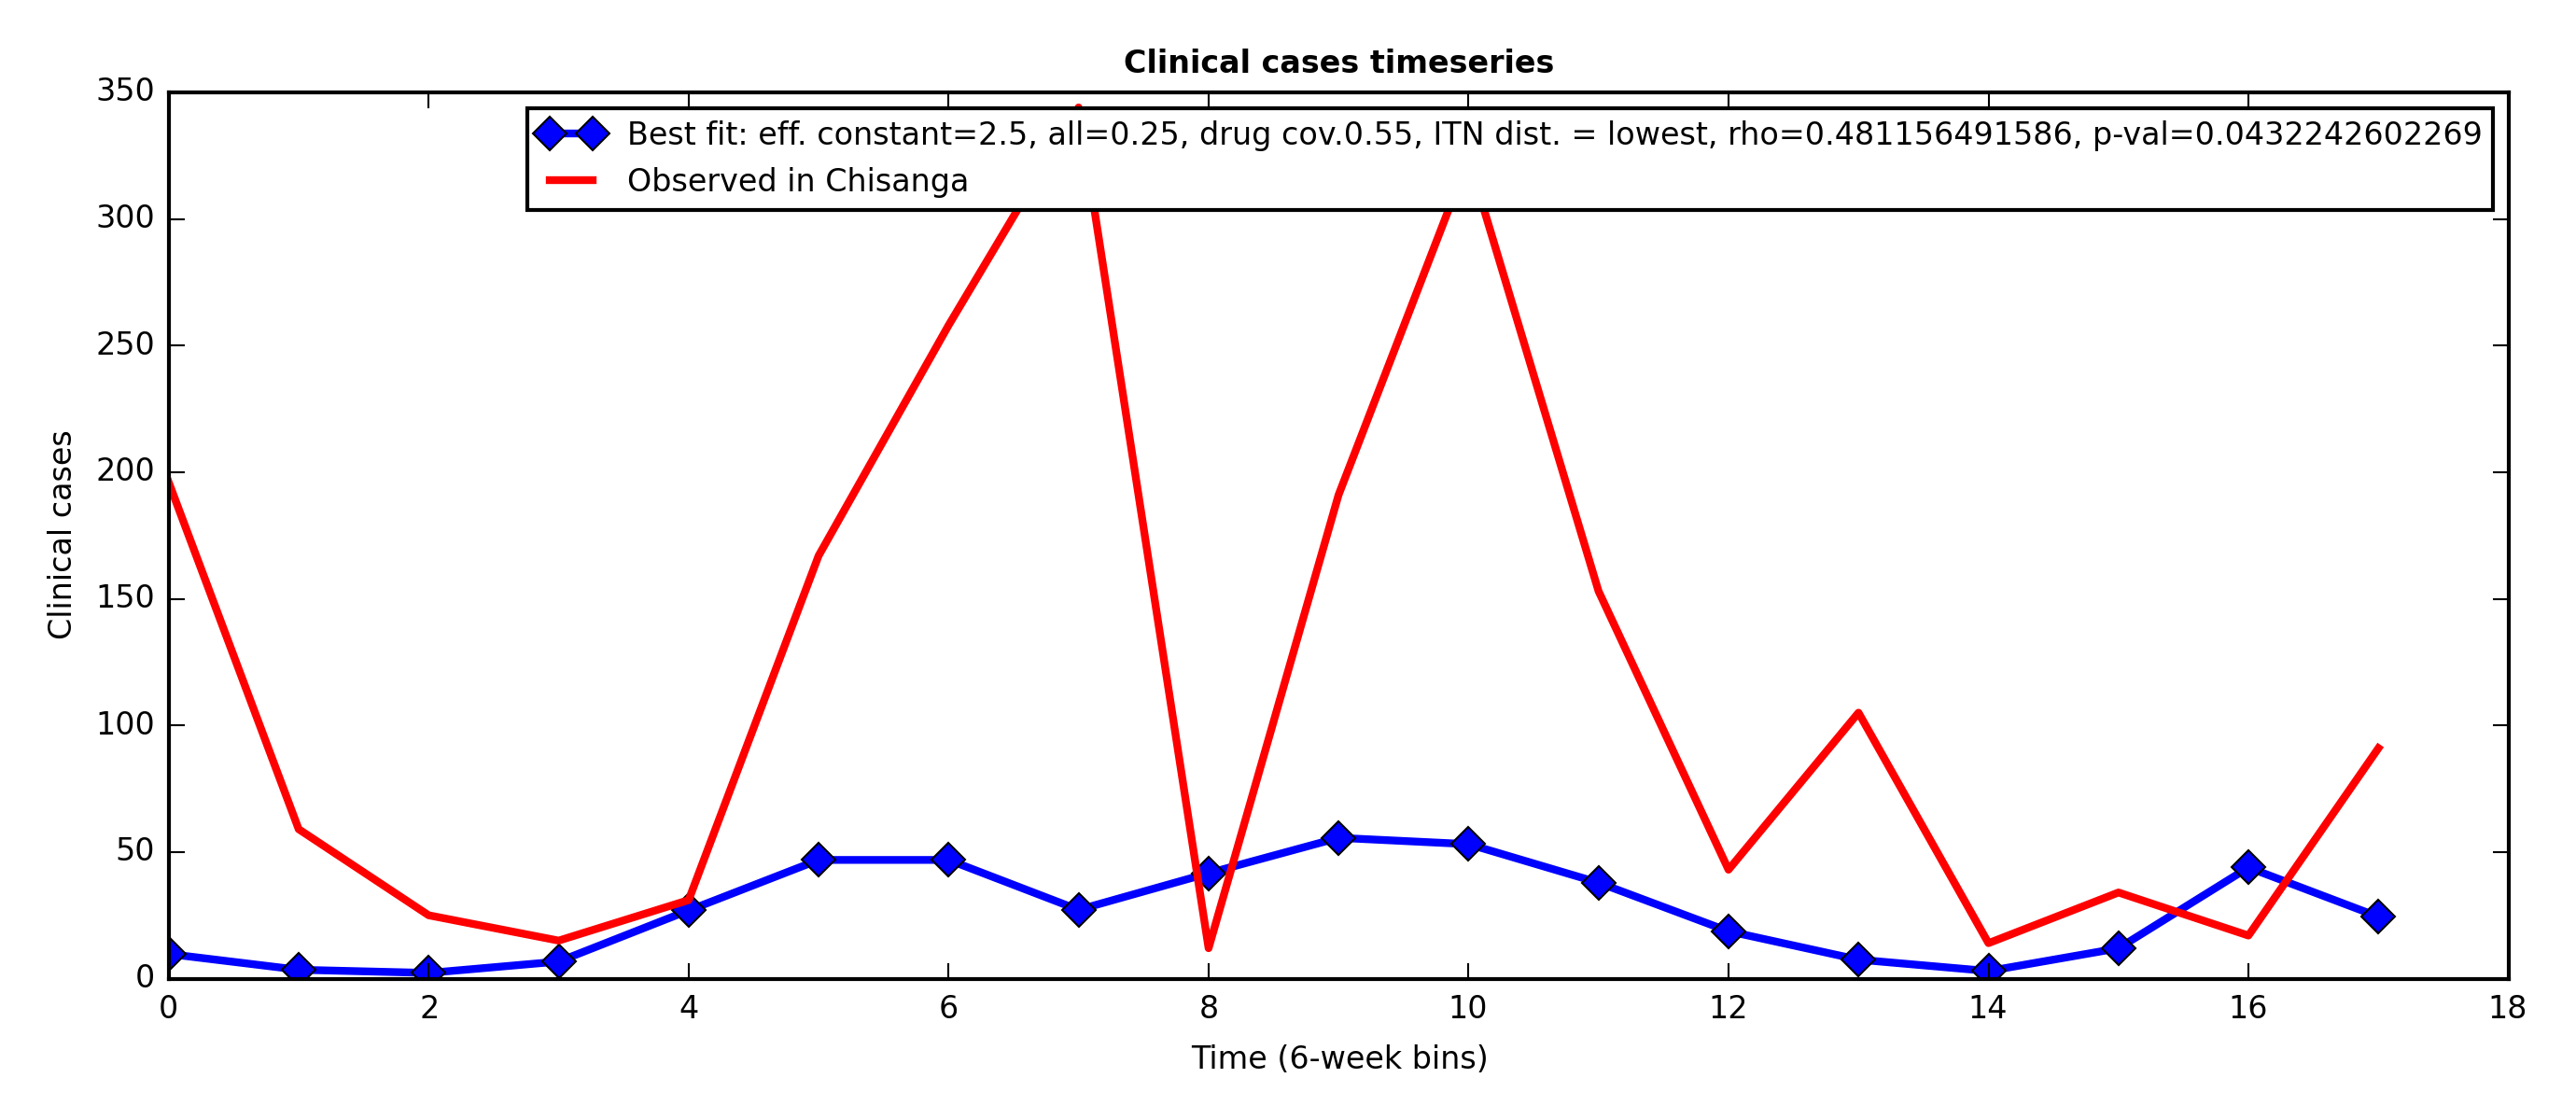 Clinical cases timeseries
350
Best fit: eff. constant=2.5, all=0.25, drug cov.0.55, ITN dist. = lowest, rho=0.481156491586, p-val=0.0432242602269
Observed in Chisanga
300
250
200
150
100
50
0
Clinical cases
0 2 4 6 8 10 12 14 16 18
Time (6-week bins)